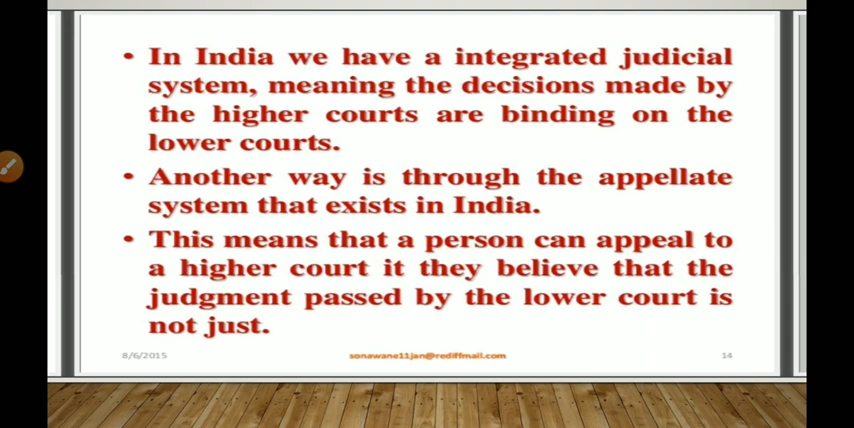 • In India we have a integrated judicial
system, meaning the decisions made by
the higher courts are binding on the
lower courts.
• Another way is through the appellate
system that exists in India.
• This means that a person can appeal to
a higher court it they believe that the
judgment passed by the lower court is
not just.
8/6/2015 sonawane11jan@rediffmail.com 14